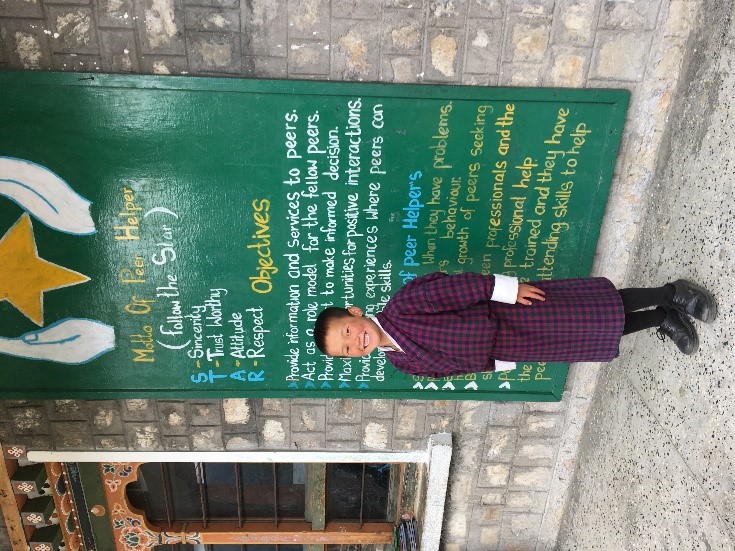 Motto Of Peer Helper
(Follow the Star)
S - Sincerity
T - Trust Worthy
A - Attitude
R - Respect
Objectives
Provide information and services to peers.
Act as a role model for the fellow peers.
to make informed decision.
for positive interactions.
experiences where peers can
skills.
of peer Helper's
When they have problems.
behaviour.
growth of peers seeking
professionals and the
the professional help
trained and they have
attending skills to help